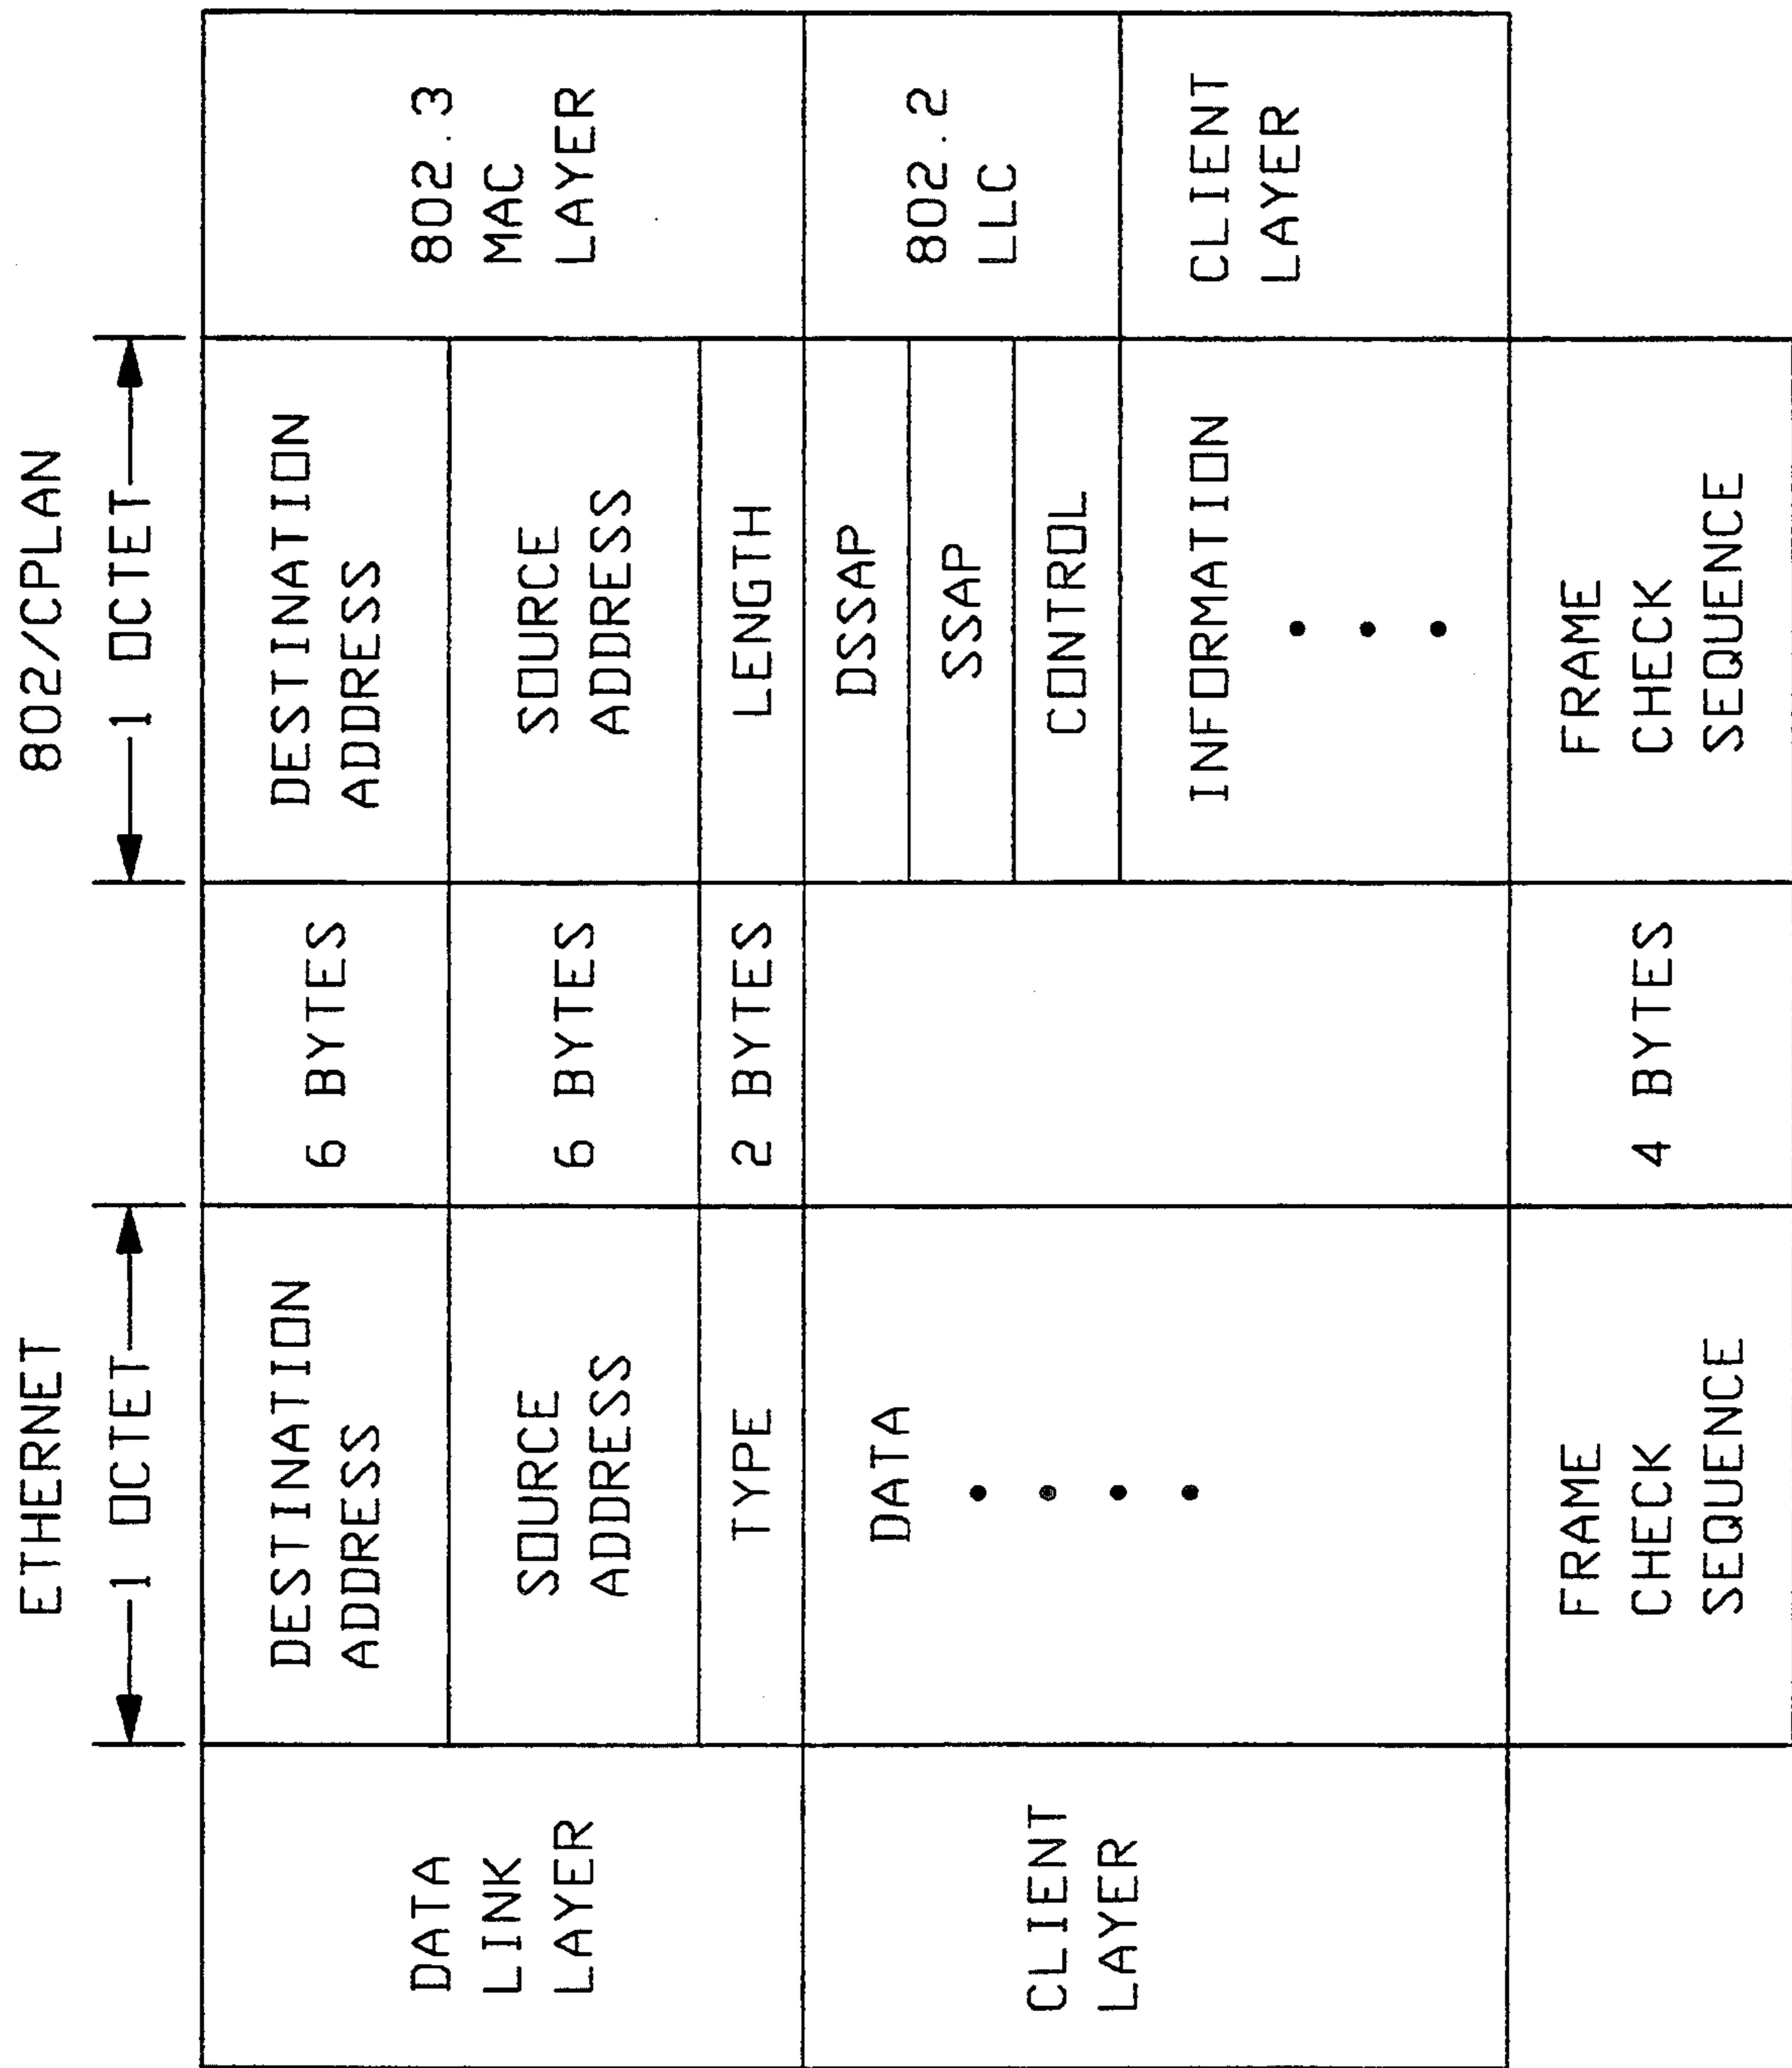 ETHERNET
802/CPLAN
1 OCTET
1 OCTET
DATA
LINK
LAYER
DESTINATION
ADDRESS
6 BYTES
DESTINATION
ADDRESS
802.3
MAC
LAYER
SOURCE
ADDRESS
6 BYTES
SOURCE
ADDRESS
TYPE
2 BYTES
LENGTH
CLIENT
LAYER
DATA
DSSAP
SSAP
CONTROL
802.2
LLC
INFORMATION
CLIENT
LAYER
FRAME
CHECK
SEQUENCE
4 BYTES
FRAME
CHECK
SEQUENCE